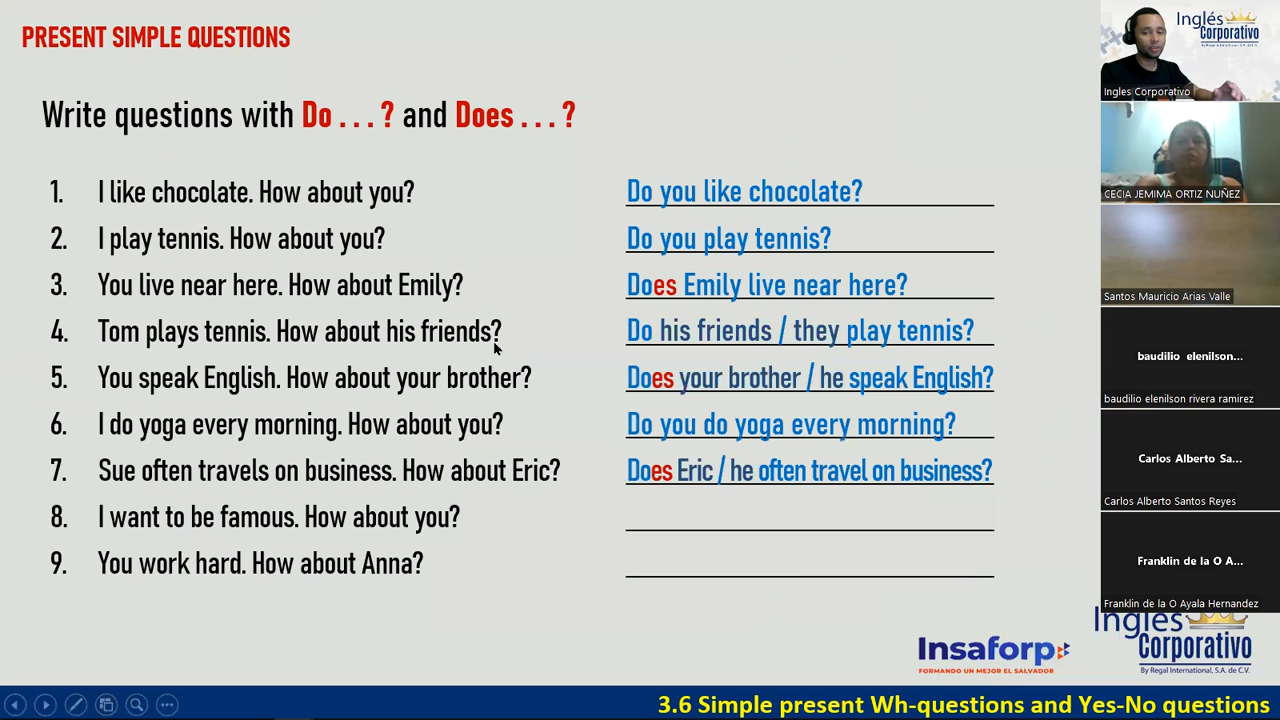 PRESENT SIMPLE QUESTIONS
Write questions with Do . . . ? and Does . . . ?
1. I like chocolate. How about you? Do you like chocolate?
2. I play tennis. How about you? Do you play tennis?
3. You live near here. How about Emily? Does Emily live near here?
4. Tom plays tennis. How about his friends? Do his friends / they play tennis?
5. You speak English. How about your brother? Does your brother / he speak English?
6. I do yoga every morning. How about you? Do you do yoga every morning?
7. Sue often travels on business. How about Eric? Does Eric / he often travel on business?
8. I want to be famous. How about you?
9. You work hard. How about Anna?
Inglés
Corporativo
By Regal International, S.A. de C.V.
Ingles Corporativo
CECIA JEMIMA ORTIZ NUÑEZ
Santos Mauricio Arias Valle
baudilio elenilson...
baudilio elenilson rivera ramirez
Carlos Alberto Sa...
Carlos Alberto Santos Reyes
Franklin de la O A...
Franklin de la O Ayala Hernandez
Insaforp
FORMANDO UN MEJOR EL SALVADOR
Inglés
Corporativo
By Regal International, S.A. de C.V.
3.6 Simple present Wh-questions and Yes-No questions